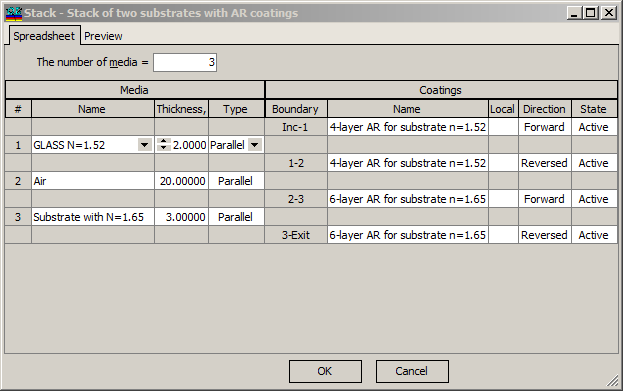 Stack - Stack of two substrates with AR coatings
Spreadsheet Preview
The number of media = 3
Media Coatings
# Name Thickness, Type Boundary Name Local Direction State
Inc-1 4-layer AR for substrate n=1.52 Forward Active
1 GLASS N=1.52 2.0000 Parallel
1-2 4-layer AR for substrate n=1.52 Reversed Active
2 Air 20.00000 Parallel
2-3 6-layer AR for substrate n=1.65 Forward Active
3 Substrate with N=1.65 3.00000 Parallel
3-Exit 6-layer AR for substrate n=1.65 Reversed Active
OK Cancel